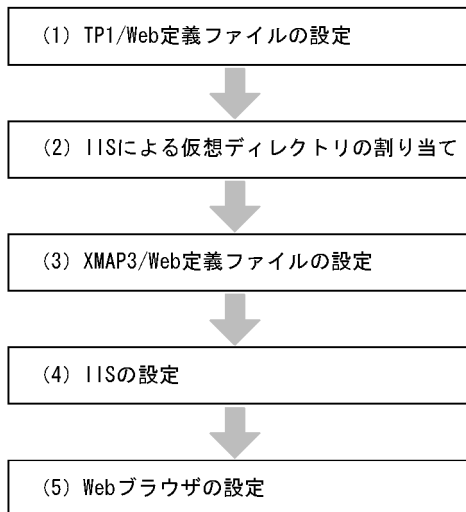 (1) TP1/Web定義ファイルの設定
(2) IISによる仮想ディレクトリの割り当て
(3) XMAP3/Web定義ファイルの設定
(4) IISの設定
(5) Webブラウザの設定